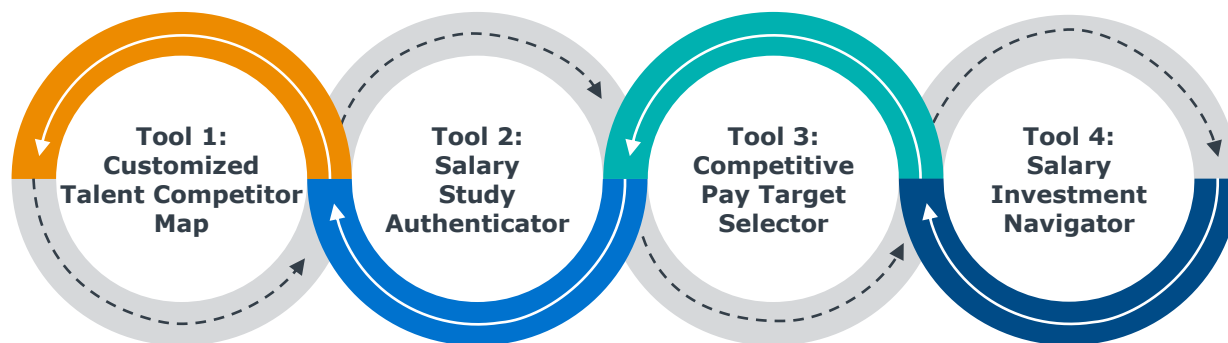 Tool 1:
Customized
Talent Competitor
Map
Tool 2:
Salary
Study
Authenticator
Tool 3:
Competitive
Pay Target
Selector
Tool 4:
Salary
Investment
Navigator